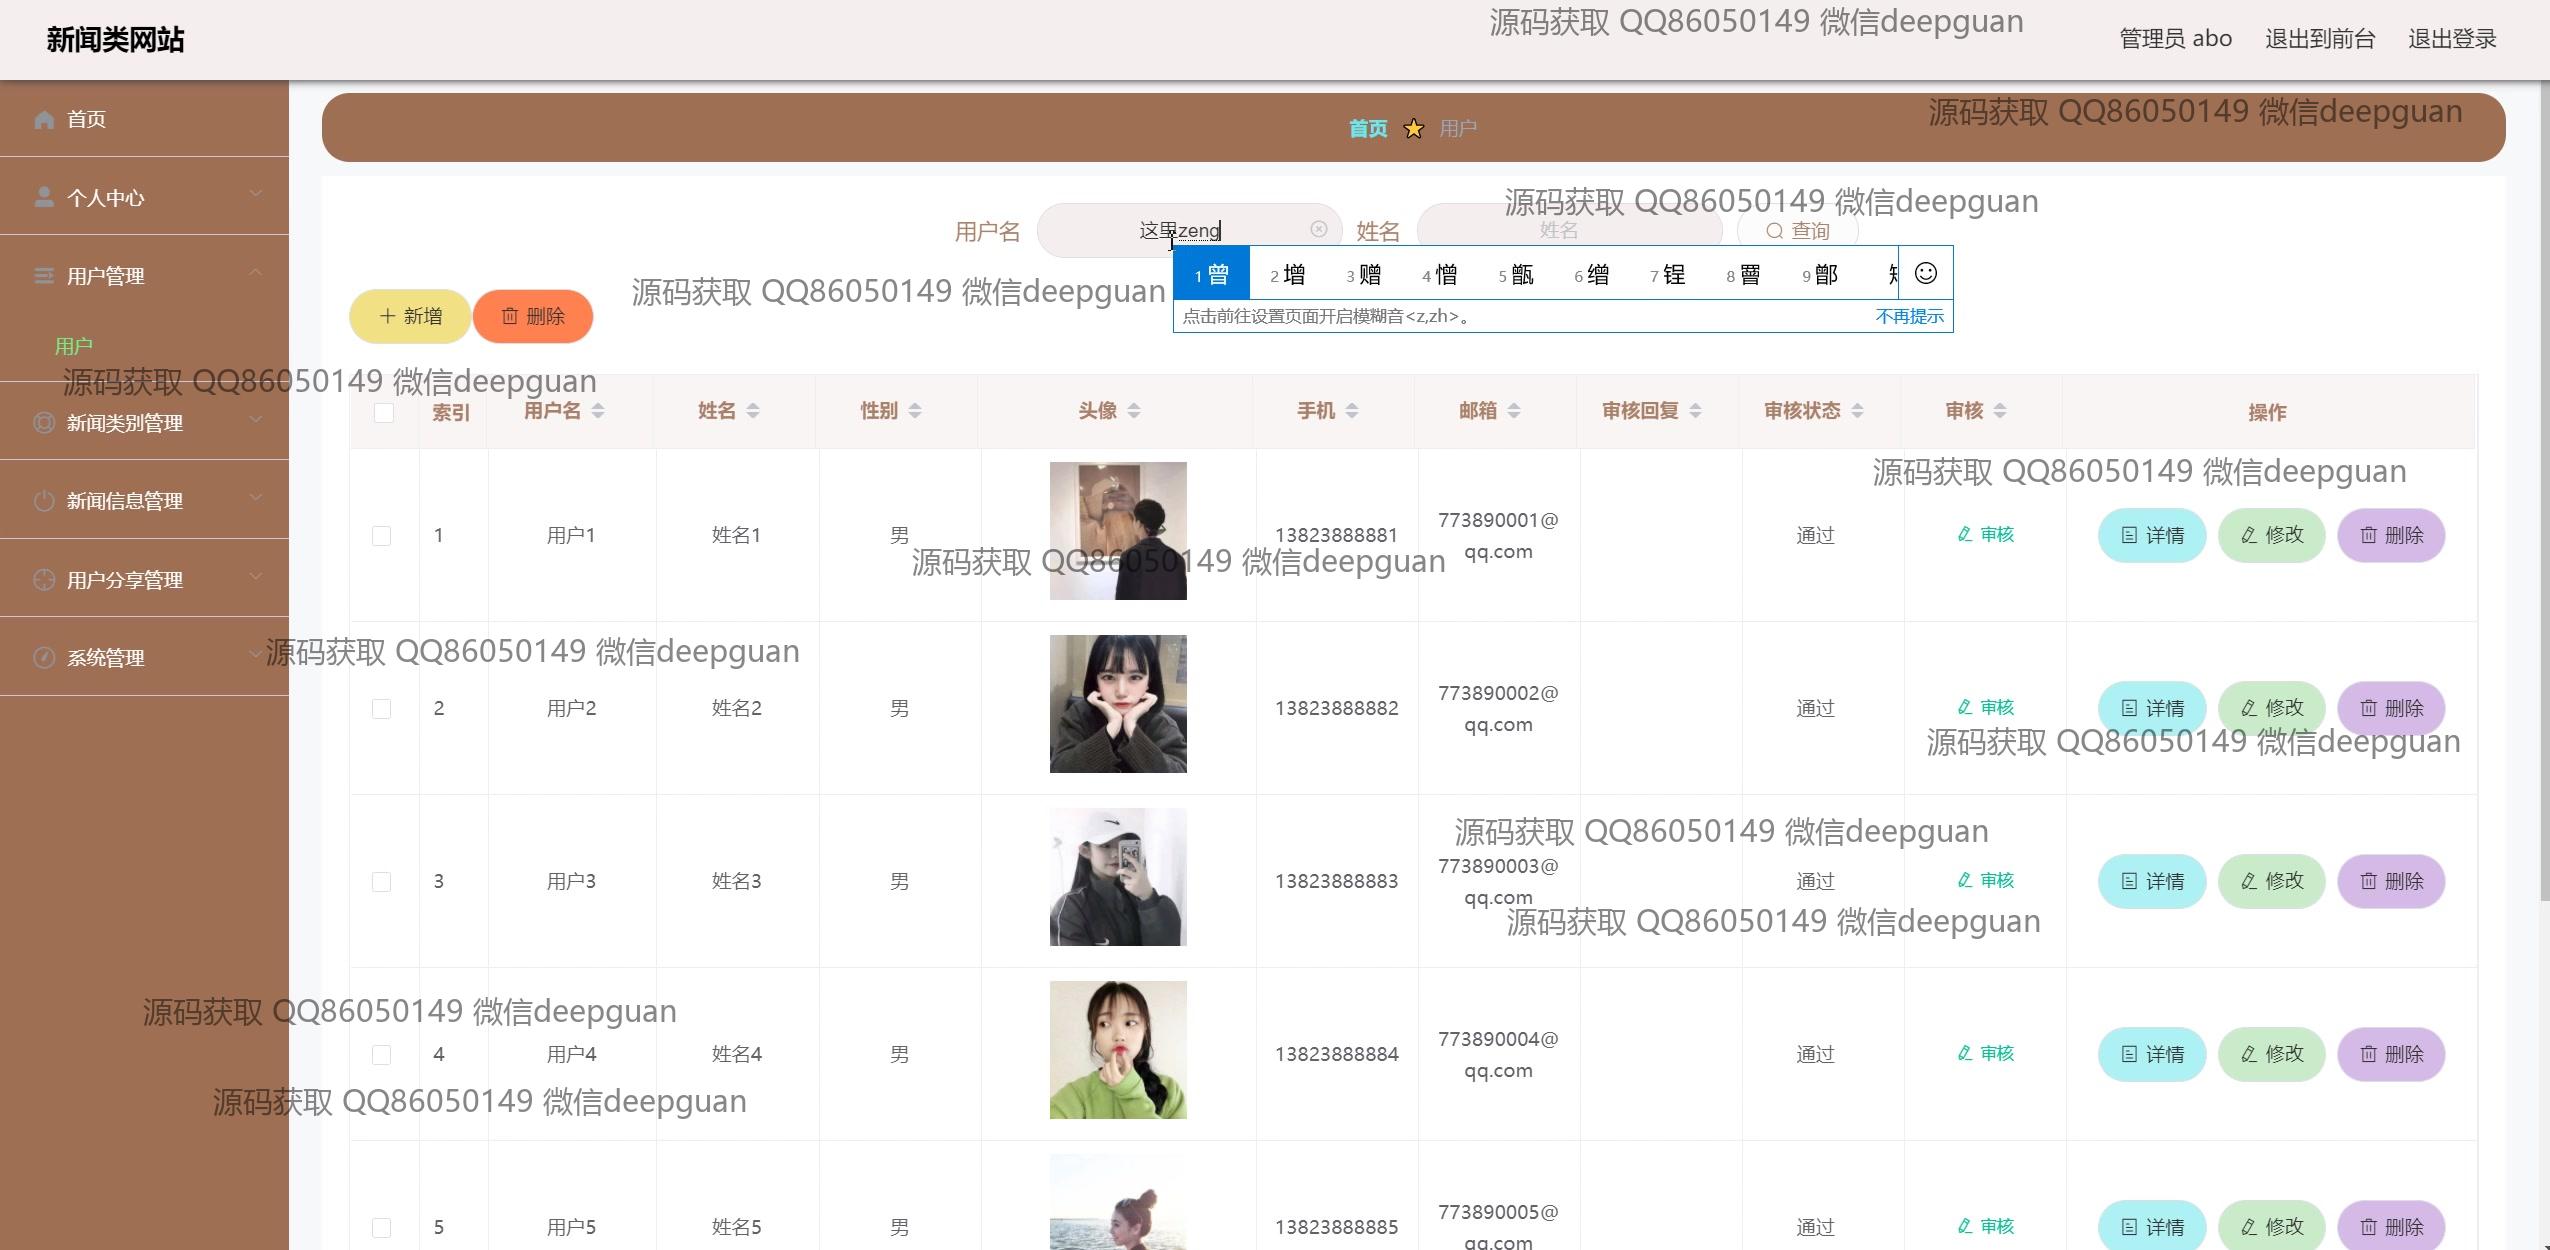 新闻类网站
源码获取 QQ86050149 微信deepguan
管理员 abo 退出到前台 退出登录
首页
首页 用户
源码获取 QQ86050149 微信deepguan
个人中心
源码获取 QQ86050149 微信deepguan
用户名 这里zeng 姓名 姓名 查询
用户管理
1 曾 2 增 3 赠 4 憎 5 甑 6 缯 7 锃 8 罾 9 鄫
源码获取 QQ86050149 微信deepguan
新增 删除
点击前往设置页面开启模糊音<z,zh>。 不再提示
用户
源码获取 QQ86050149 微信deepguan
索引 用户名 姓名 性别 头像 手机 邮箱 审核回复 审核状态 审核 操作
新闻类别管理
源码获取 QQ86050149 微信deepguan
新闻信息管理
1 用户1 姓名1 男 13823888881 773890001@qq.com 通过 审核 详情 修改 删除
源码获取 QQ86050149 微信deepguan
用户分享管理
源码获取 QQ86050149 微信deepguan
系统管理
2 用户2 姓名2 男 13823888882 773890002@qq.com 通过 审核 详情 修改 删除
源码获取 QQ86050149 微信deepguan
源码获取 QQ86050149 微信deepguan
3 用户3 姓名3 男 13823888883 773890003@qq.com 通过 审核 详情 修改 删除
源码获取 QQ86050149 微信deepguan
源码获取 QQ86050149 微信deepguan
4 用户4 姓名4 男 13823888884 773890004@qq.com 通过 审核 详情 修改 删除
源码获取 QQ86050149 微信deepguan
5 用户5 姓名5 男 13823888885 773890005@qq.com 通过 审核 详情 修改 删除